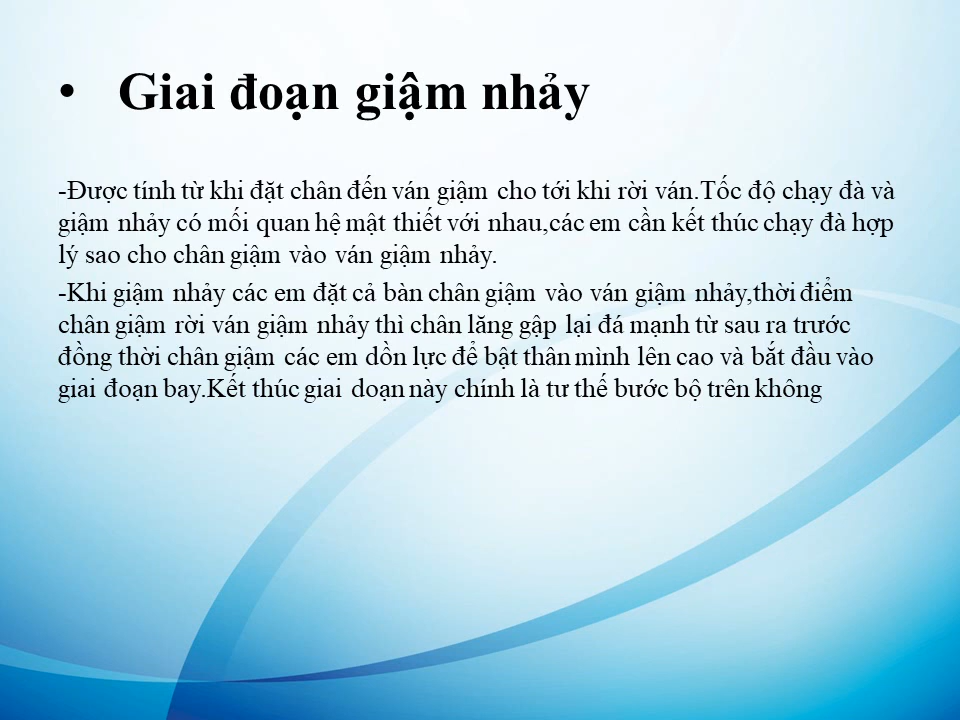 • Giai đoạn giậm nhảy
-Được tính từ khi đặt chân đến ván giậm cho tới khi rời ván.Tốc độ chạy đà và
giậm nhảy có mối quan hệ mật thiết với nhau,các em cần kết thúc chạy đà hợp
lý sao cho chân giậm vào ván giậm nhảy.
-Khi giậm nhảy các em đặt cả bàn chân giậm vào ván giậm nhảy,thời điểm
chân giậm rời ván giậm nhảy thì chân lăng gập lại đá mạnh từ sau ra trước
đồng thời chân giậm các em dồn lực để bật thân mình lên cao và bắt đầu vào
giai đoạn bay.Kết thúc giai doạn này chính là tư thế bước bộ trên không